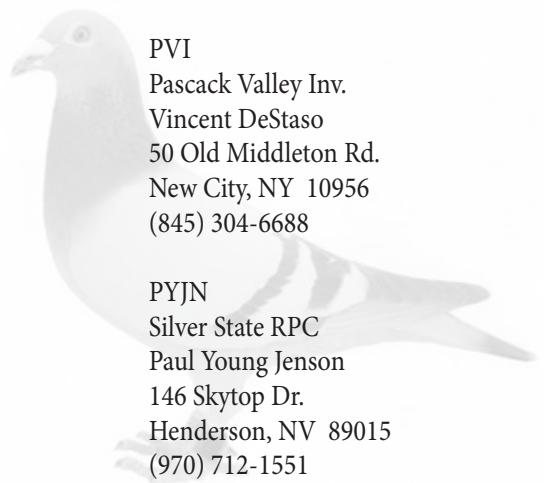 PVI
Pascack Valley Inv.
Vincent DeStaso
50 Old Middleton Rd.
New City, NY  10956
(845) 304-6688

PYJN
Silver State RPC
Paul Young Jenson
146 Skytop Dr.
Henderson, NV  89015
(970) 712-1551